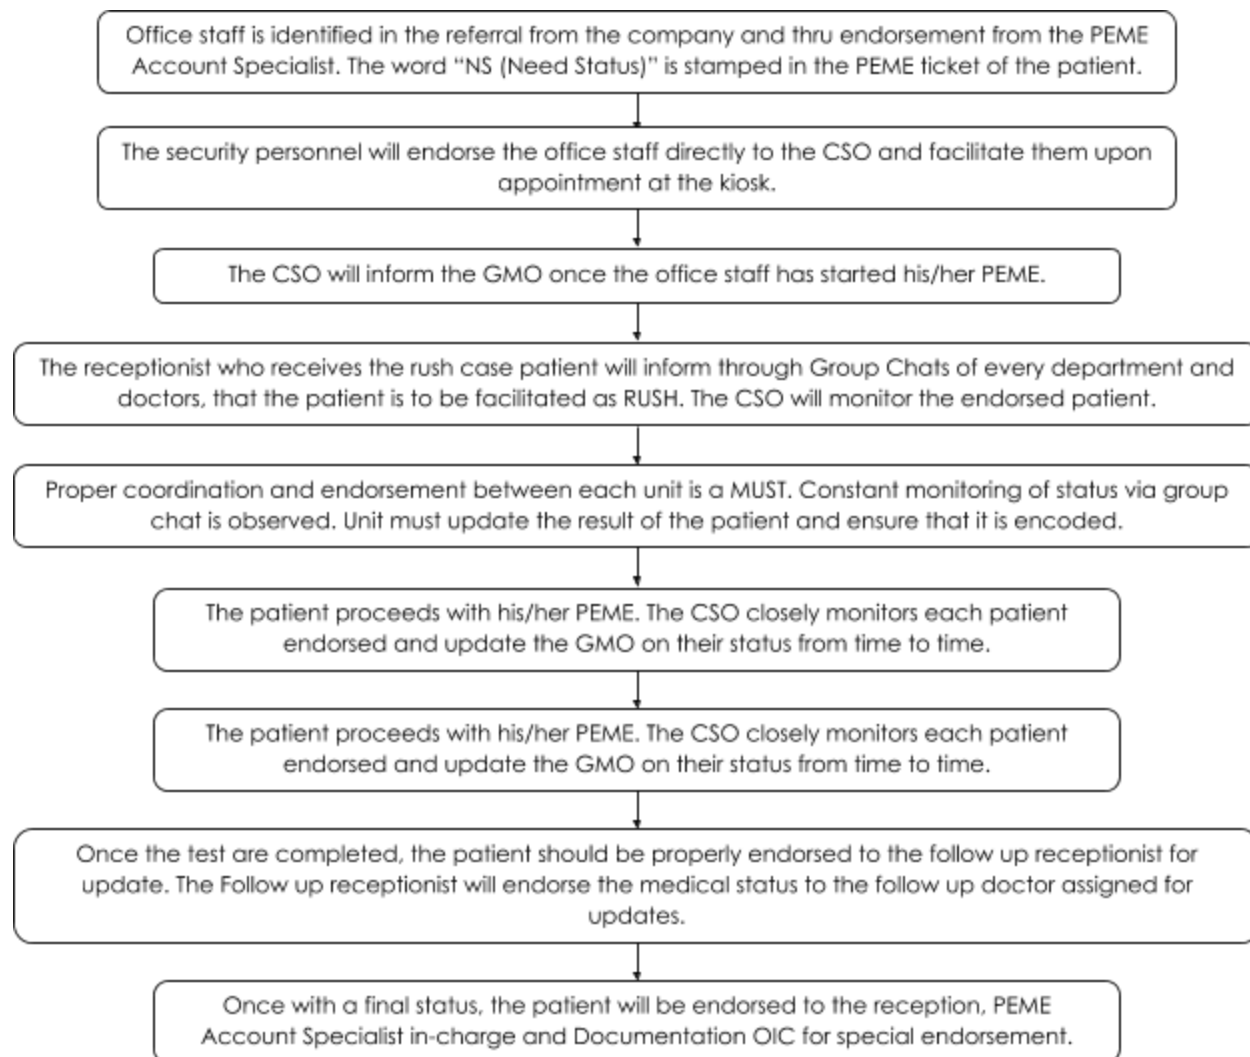 Office staff is identified in the referral from the company and thru endorsement from the PEME
Account Specialist. The word “NS (Need Status)” is stamped in the PEME ticket of the patient.
The security personnel will endorse the office staff directly to the CSO and facilitate them upon
appointment at the kiosk.
The CSO will inform the GMO once the office staff has started his/her PEME.
The receptionist who receives the rush case patient will inform through Group Chats of every department and
doctors, that the patient is to be facilitated as RUSH. The CSO will monitor the endorsed patient.
Proper coordination and endorsement between each unit is a MUST. Constant monitoring of status via group
chat is observed. Unit must update the result of the patient and ensure that it is encoded.
The patient proceeds with his/her PEME. The CSO closely monitors each patient
endorsed and update the GMO on their status from time to time.
The patient proceeds with his/her PEME. The CSO closely monitors each patient
endorsed and update the GMO on their status from time to time.
Once the test are completed, the patient should be properly endorsed to the follow up receptionist for
update. The Follow up receptionist will endorse the medical status to the follow up doctor assigned for
updates.
Once with a final status, the patient will be endorsed to the reception, PEME
Account Specialist in-charge and Documentation OIC for special endorsement.